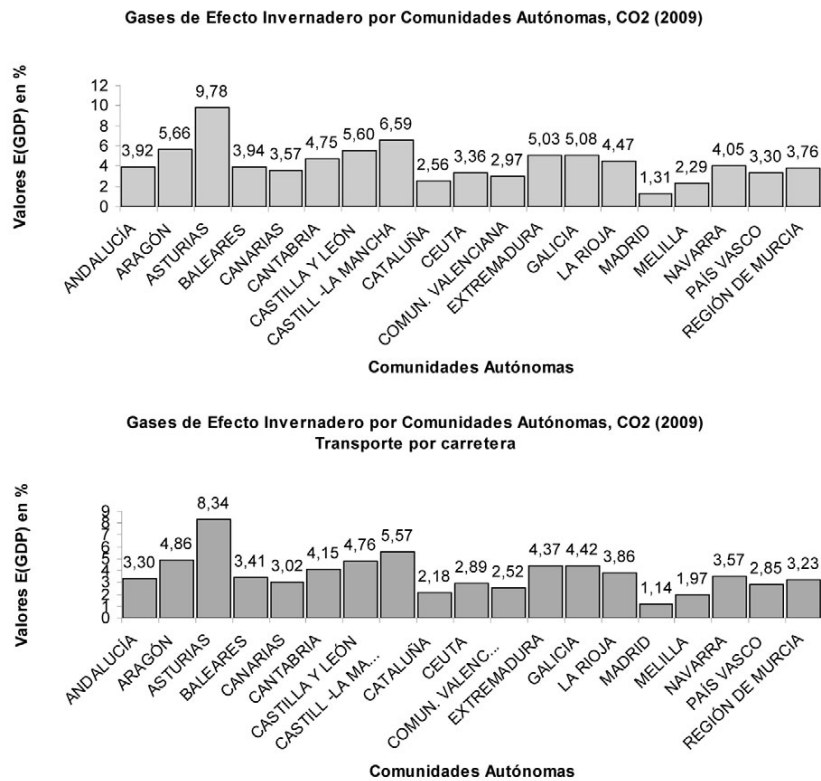 Gases de Efecto Invernadero por Comunidades Autónomas, CO2 (2009)
Valores E(GDP) en %
12
10
8
6
4
2
0
3,92
5,66
9,78
3,94
3,57
4,75
5,60
6,59
2,56
3,36
2,97
5,03
5,08
4,47
1,31
2,29
4,05
3,30
3,76
ANDALUCÍA
ARAGÓN
ASTURIAS
BALEARES
CANARIAS
CANTABRIA
CASTILLA Y LEÓN
CASTILL -LA MANCHA
CATALUÑA
CEUTA
COMUN. VALENCIANA
EXTREMADURA
GALICIA
LA RIOJA
MADRID
MELILLA
NAVARRA
PAÍS VASCO
REGIÓN DE MURCIA
Comunidades Autónomas
Gases de Efecto Invernadero por Comunidades Autónomas, CO2 (2009)
Transporte por carretera
Valores E(GDP) en %
9
8
7
6
5
4
3
2
1
0
3,30
4,86
8,34
3,41
3,02
4,15
4,76
5,57
2,18
2,89
2,52
4,37
4,42
3,86
1,14
1,97
3,57
2,85
3,23
ANDALUCÍA
ARAGÓN
ASTURIAS
BALEARES
CANARIAS
CANTABRIA
CASTILLA Y LEÓN
CASTILL -LA MA...
CATALUÑA
CEUTA
COMUN. VALENC...
EXTREMADURA
GALICIA
LA RIOJA
MADRID
MELILLA
NAVARRA
PAÍS VASCO
REGIÓN DE MURCIA
Comunidades Autónomas